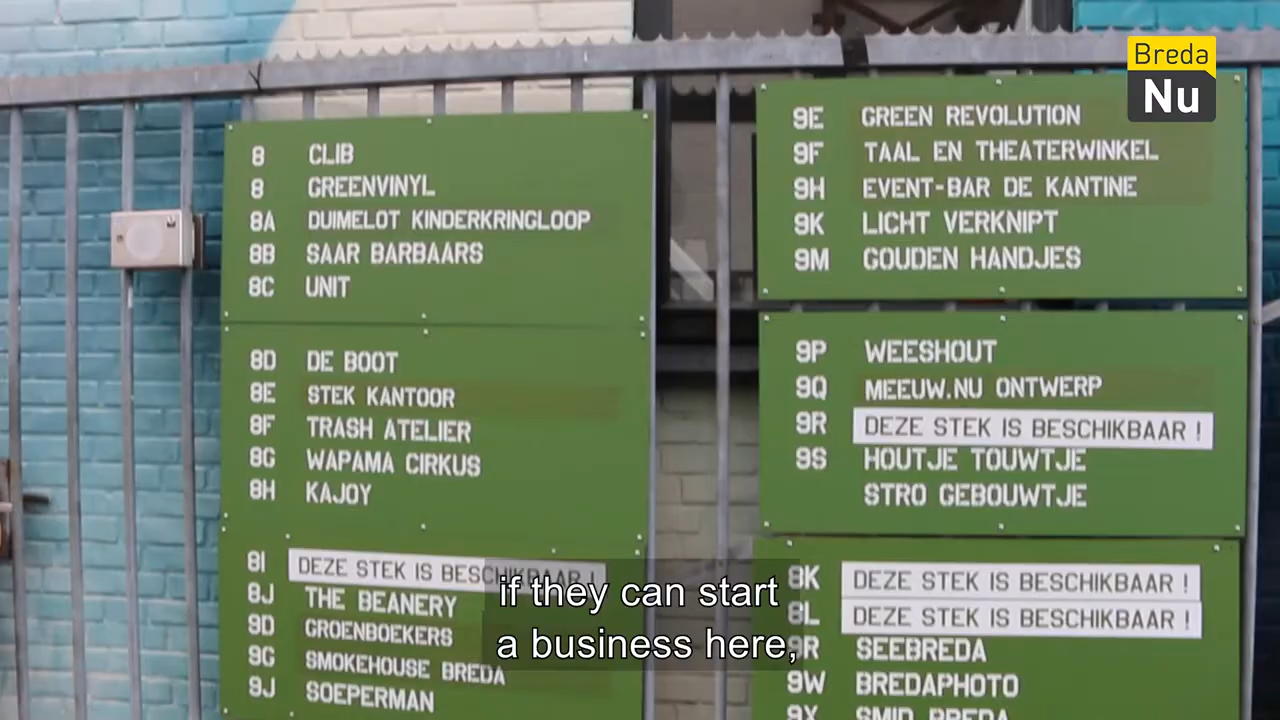 Breda
Nu
8 CLIB
8 GREENVINYL
8A DUIMELOT KINDERKRINGLOOP
8B SAAR BARBAARS
8C UNIT
8D DE BOOT
8E STEK KANTOOR
8F TRASH ATELIER
8G WAPAMA CIRKUS
8H KAJOY
8I DEZE STEK IS BESCHIKBAAR !
8J THE BEANERY
9D GROENBOEKERS
9G SMOKEHOUSE BREDA
9J SOEPERMAN
9E GREEN REVOLUTION
9F TAAL EN THEATERWINKEL
9H EVENT-BAR DE KANTINE
9K LICHT VERKNIPT
9M GOUDEN HANDJES
9P WEESHOUT
9Q MEEUW.NU ONTWERP
9R DEZE STEK IS BESCHIKBAAR !
9S HOUTJE TOUWTJE
STRO GEBOUWTJE
8K DEZE STEK IS BESCHIKBAAR !
8L DEZE STEK IS BESCHIKBAAR !
9R SEEBREDA
9W BREDAPHOTO
9X SMID BREDA
if they can start
a business here,